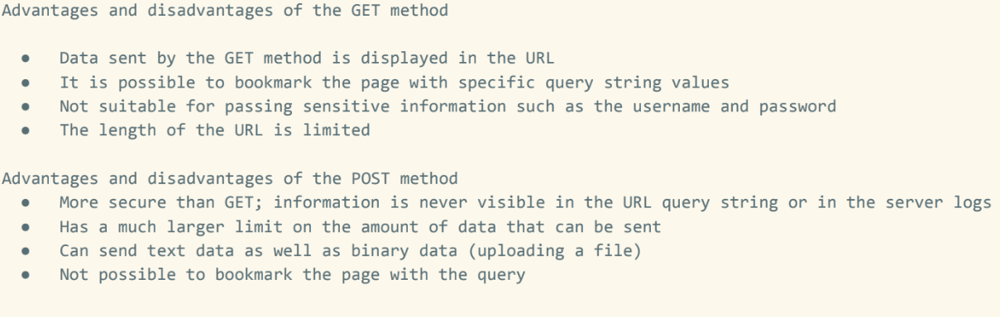 Advantages and disadvantages of the GET method
● Data sent by the GET method is displayed in the URL
● It is possible to bookmark the page with specific query string values
● Not suitable for passing sensitive information such as the username and password
● The length of the URL is limited
Advantages and disadvantages of the POST method
● More secure than GET; information is never visible in the URL query string or in the server logs
● Has a much larger limit on the amount of data that can be sent
● Can send text data as well as binary data (uploading a file)
● Not possible to bookmark the page with the query